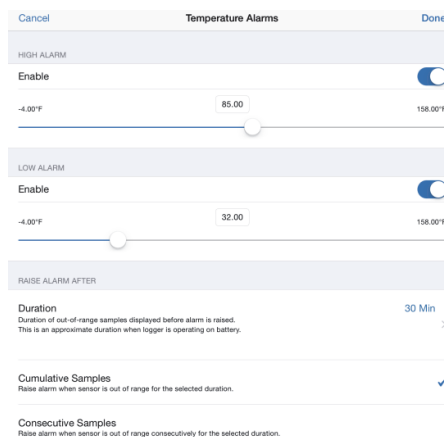 Cancel Temperature Alarms Done
HIGH ALARM
Enable
-4.00°F 85.00 158.00°F
LOW ALARM
Enable
-4.00°F 32.00 158.00°F
RAISE ALARM AFTER
Duration 30 Min
Duration of out-of-range samples displayed before alarm is raised.
This is an approximate duration when logger is operating on battery.
Cumulative Samples
Raise alarm when sensor is out of range for the selected duration.
Consecutive Samples
Raise alarm when sensor is out of range consecutively for the selected duration.